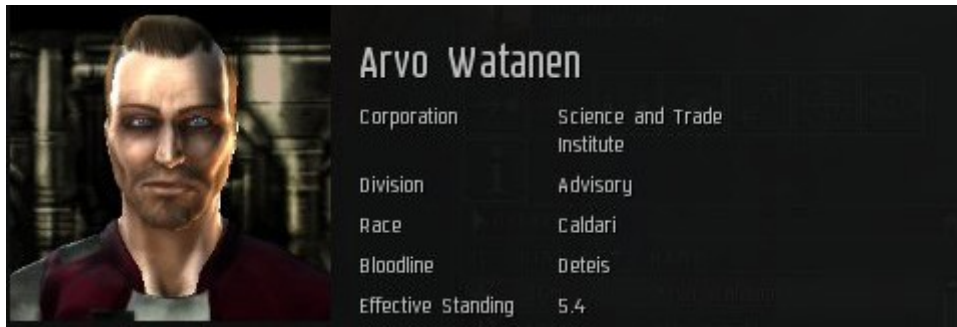 Arvo Watanen
Corporation Science and Trade
Institute
Division Advisory
Race Caldari
Bloodline Deteis
Effective Standing 5.4